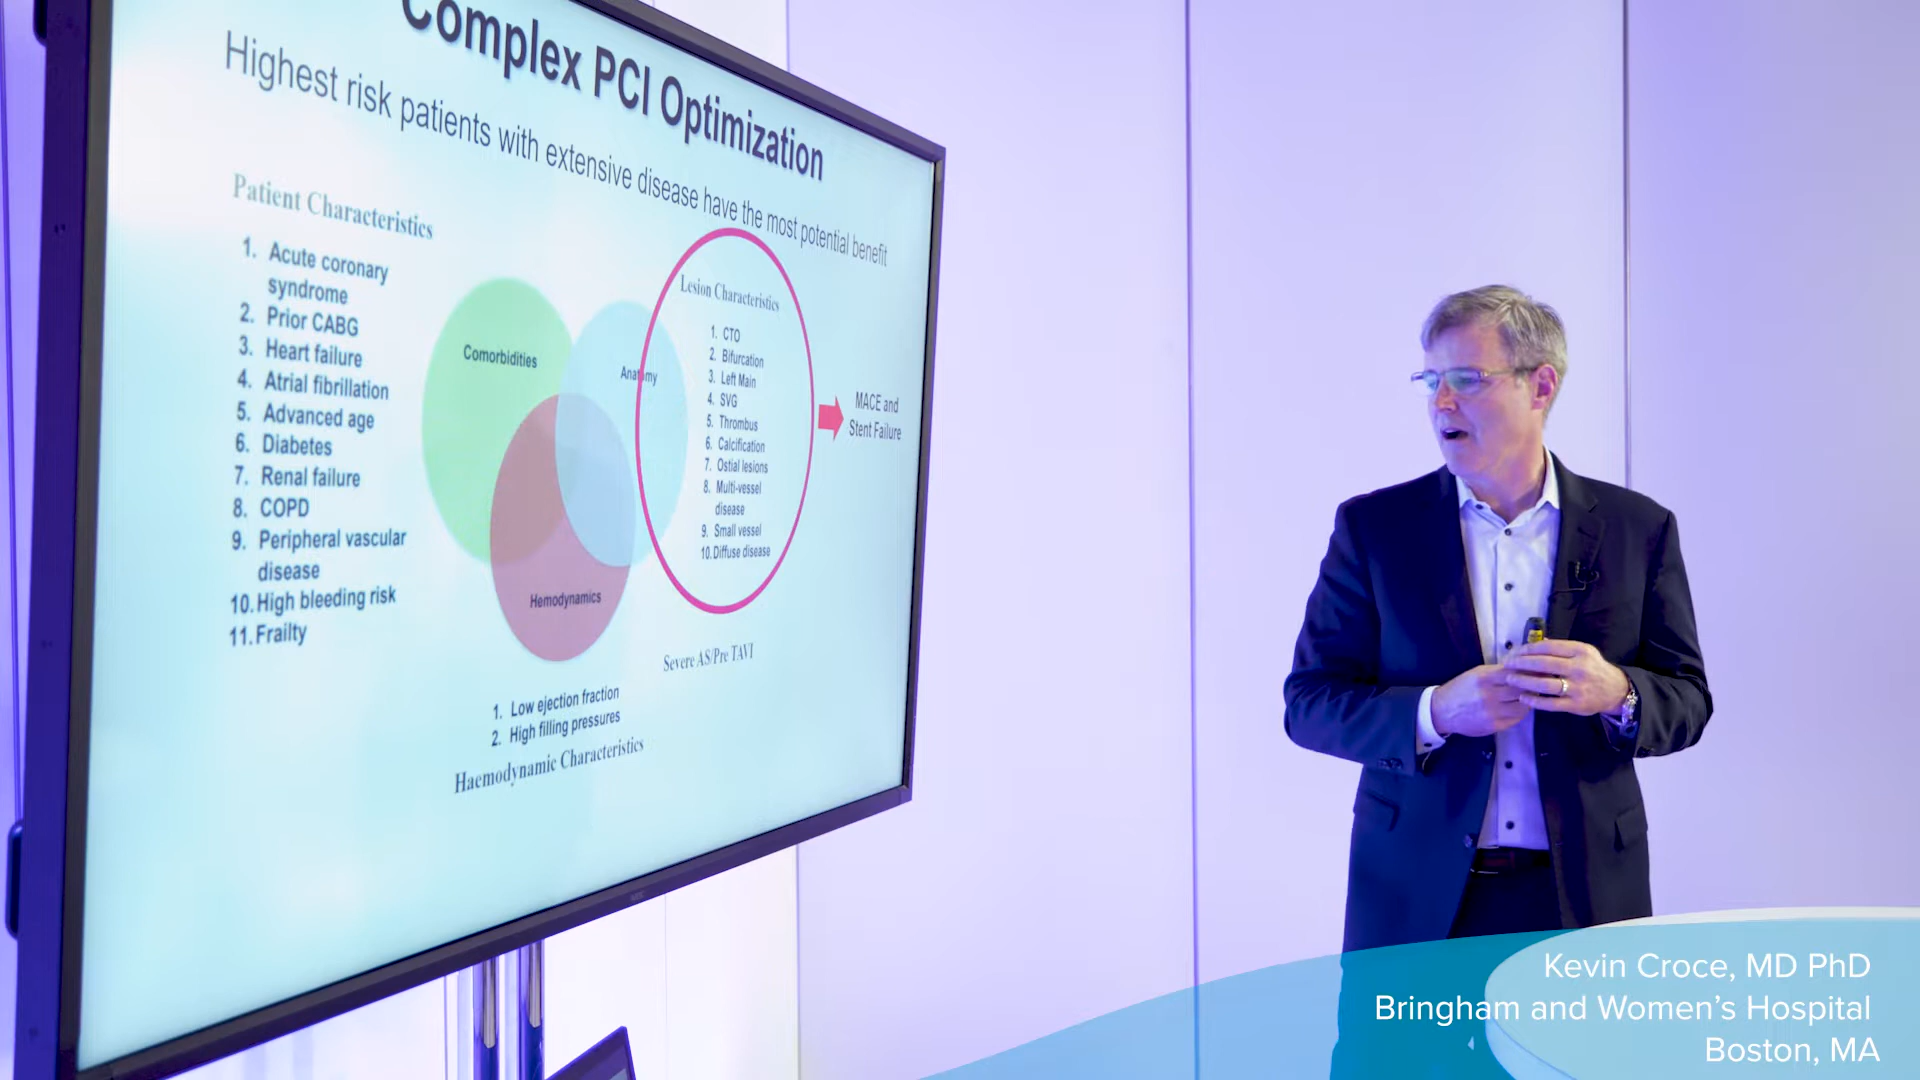 Complex PCI Optimization
Highest risk patients with extensive disease have the most potential benefit
Patient Characteristics
1. Acute coronary
syndrome
2. Prior CABG
3. Heart failure
4. Atrial fibrillation
5. Advanced age
6. Diabetes
7. Renal failure
8. COPD
9. Peripheral vascular
disease
10. High bleeding risk
11. Frailty
Comorbidities
Anatomy
Hemodynamics
Lesion Characteristics
1. CTO
2. Bifurcation
3. Left Main
4. SVG
5. Thrombus
6. Calcification
7. Ostial lesions
8. Multi-vessel
disease
9. Small vessel
10. Diffuse disease
MACE and
Stent Failure
Severe AS/Pre TAVI
1. Low ejection fraction
2. High filling pressures
Haemodynamic Characteristics
Kevin Croce, MD PhD
Bringham and Women's Hospital
Boston, MA